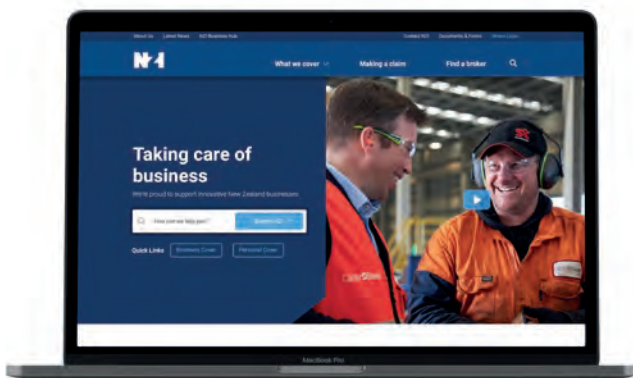 About Us Latest News NZI Business Hub Contact NZI Documents & Forms Broker Login
NZI
What we cover Making a claim Find a broker
Taking care of
business
We're proud to support innovative New Zealand businesses
How can we help you?
Quick Links Business Cover Personal Cover
MacBook Pro